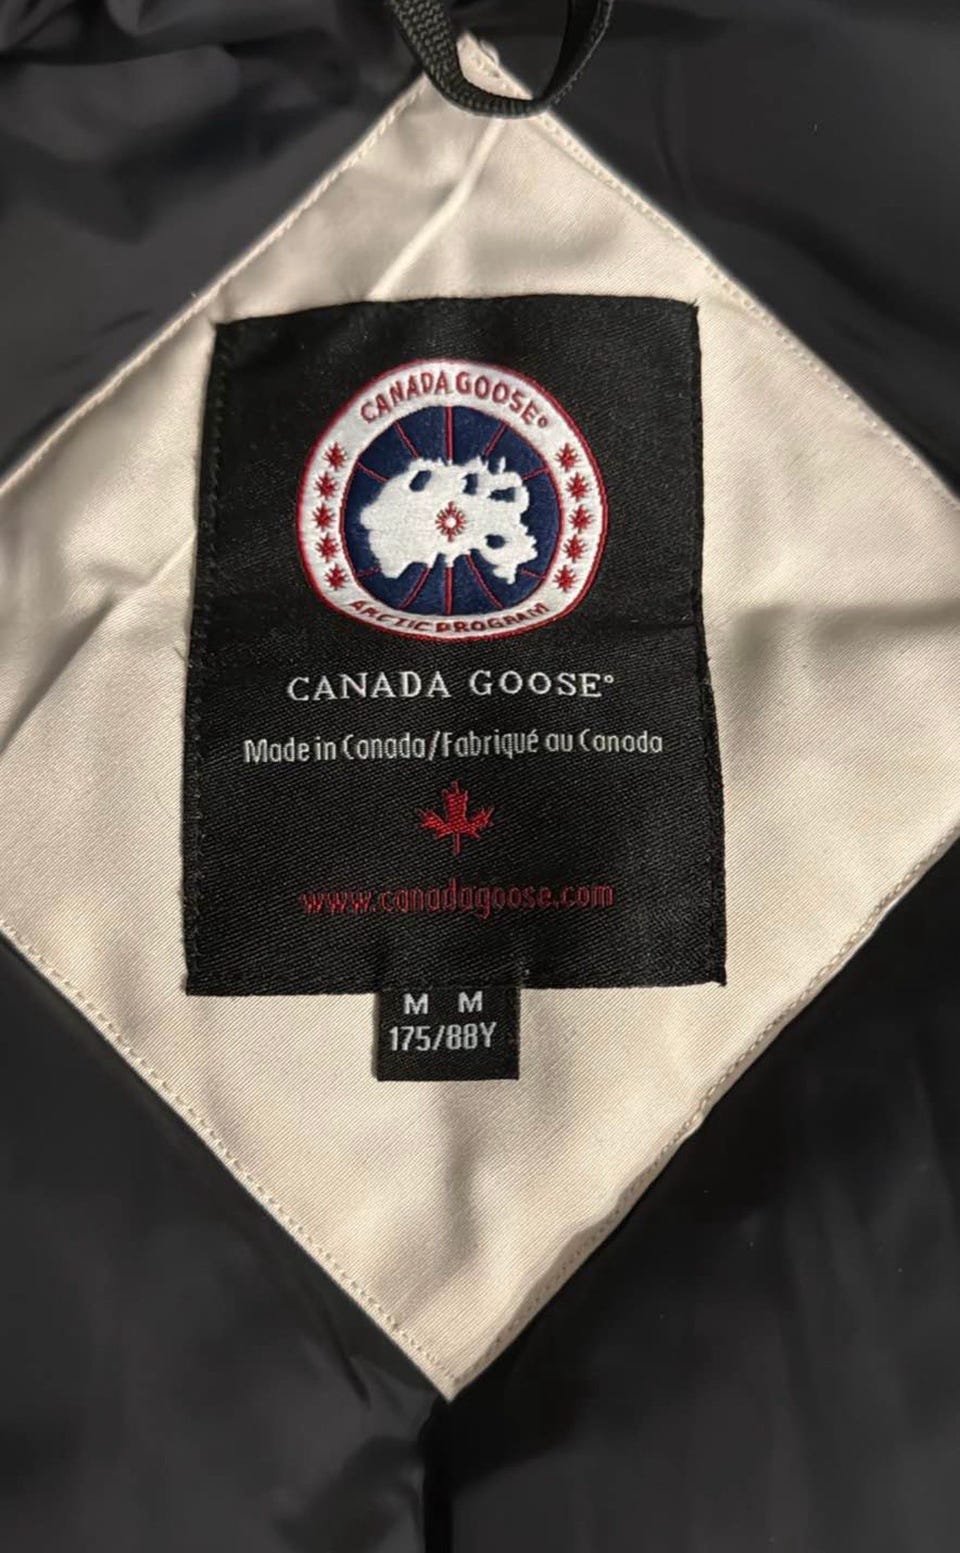 CANADA GOOSE®
ARCTIC PROGRAM
CANADA GOOSE®
Made in Canada/Fabriqué au Canada
www.canadagoose.com
M M
175/88Y